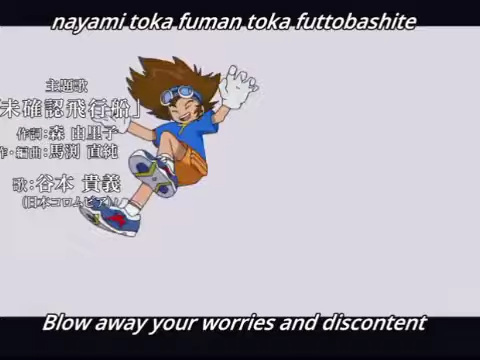 nayami toka fuman toka futtobashite
主題歌
未確認飛行船」
作詞：森 由里子
作・編曲：馬渕 直純
歌：谷本 貴義
(日本コロムビア)
Blow away your worries and discontent